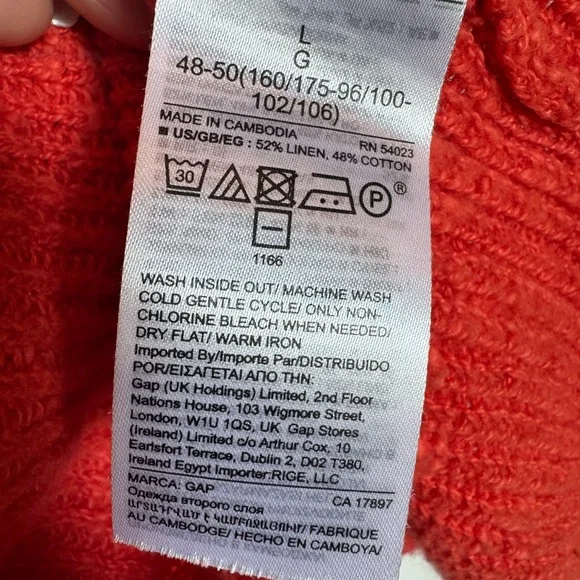 L
G
48-50(160/175-96/100-
102/106)
MADE IN CAMBODIA RN 54023
■ US/GB/EG : 52% LINEN, 48% COTTON
30 P ®
1166
WASH INSIDE OUT/ MACHINE WASH
COLD GENTLE CYCLE/ ONLY NON-
CHLORINE BLEACH WHEN NEEDED/
DRY FLAT/ WARM IRON
Imported By/Importe Par/DISTRIBUIDO
POR/ΕΙΣΑΓΕΤΑΙ ΑΠΟ ΤΗΝ:
Gap (UK Holdings) Limited, 2nd Floor
Nations House, 103 Wigmore Street,
London, W1U 1QS, UK Gap Stores
(Ireland) Limited c/o Arthur Cox, 10
Earlsfort Terrace, Dublin 2, D02 T380,
Ireland Egypt Importer:RIGE, LLC
MARCA: GAP CA 17897
Одежда второго слоя
ԱՐՏԱԴՐՎԱԾ Է ԿԱՄԲՈՋԱՅՈՒՄ/ FABRIQUE
AU CAMBODGE/ HECHO EN CAMBOYA/